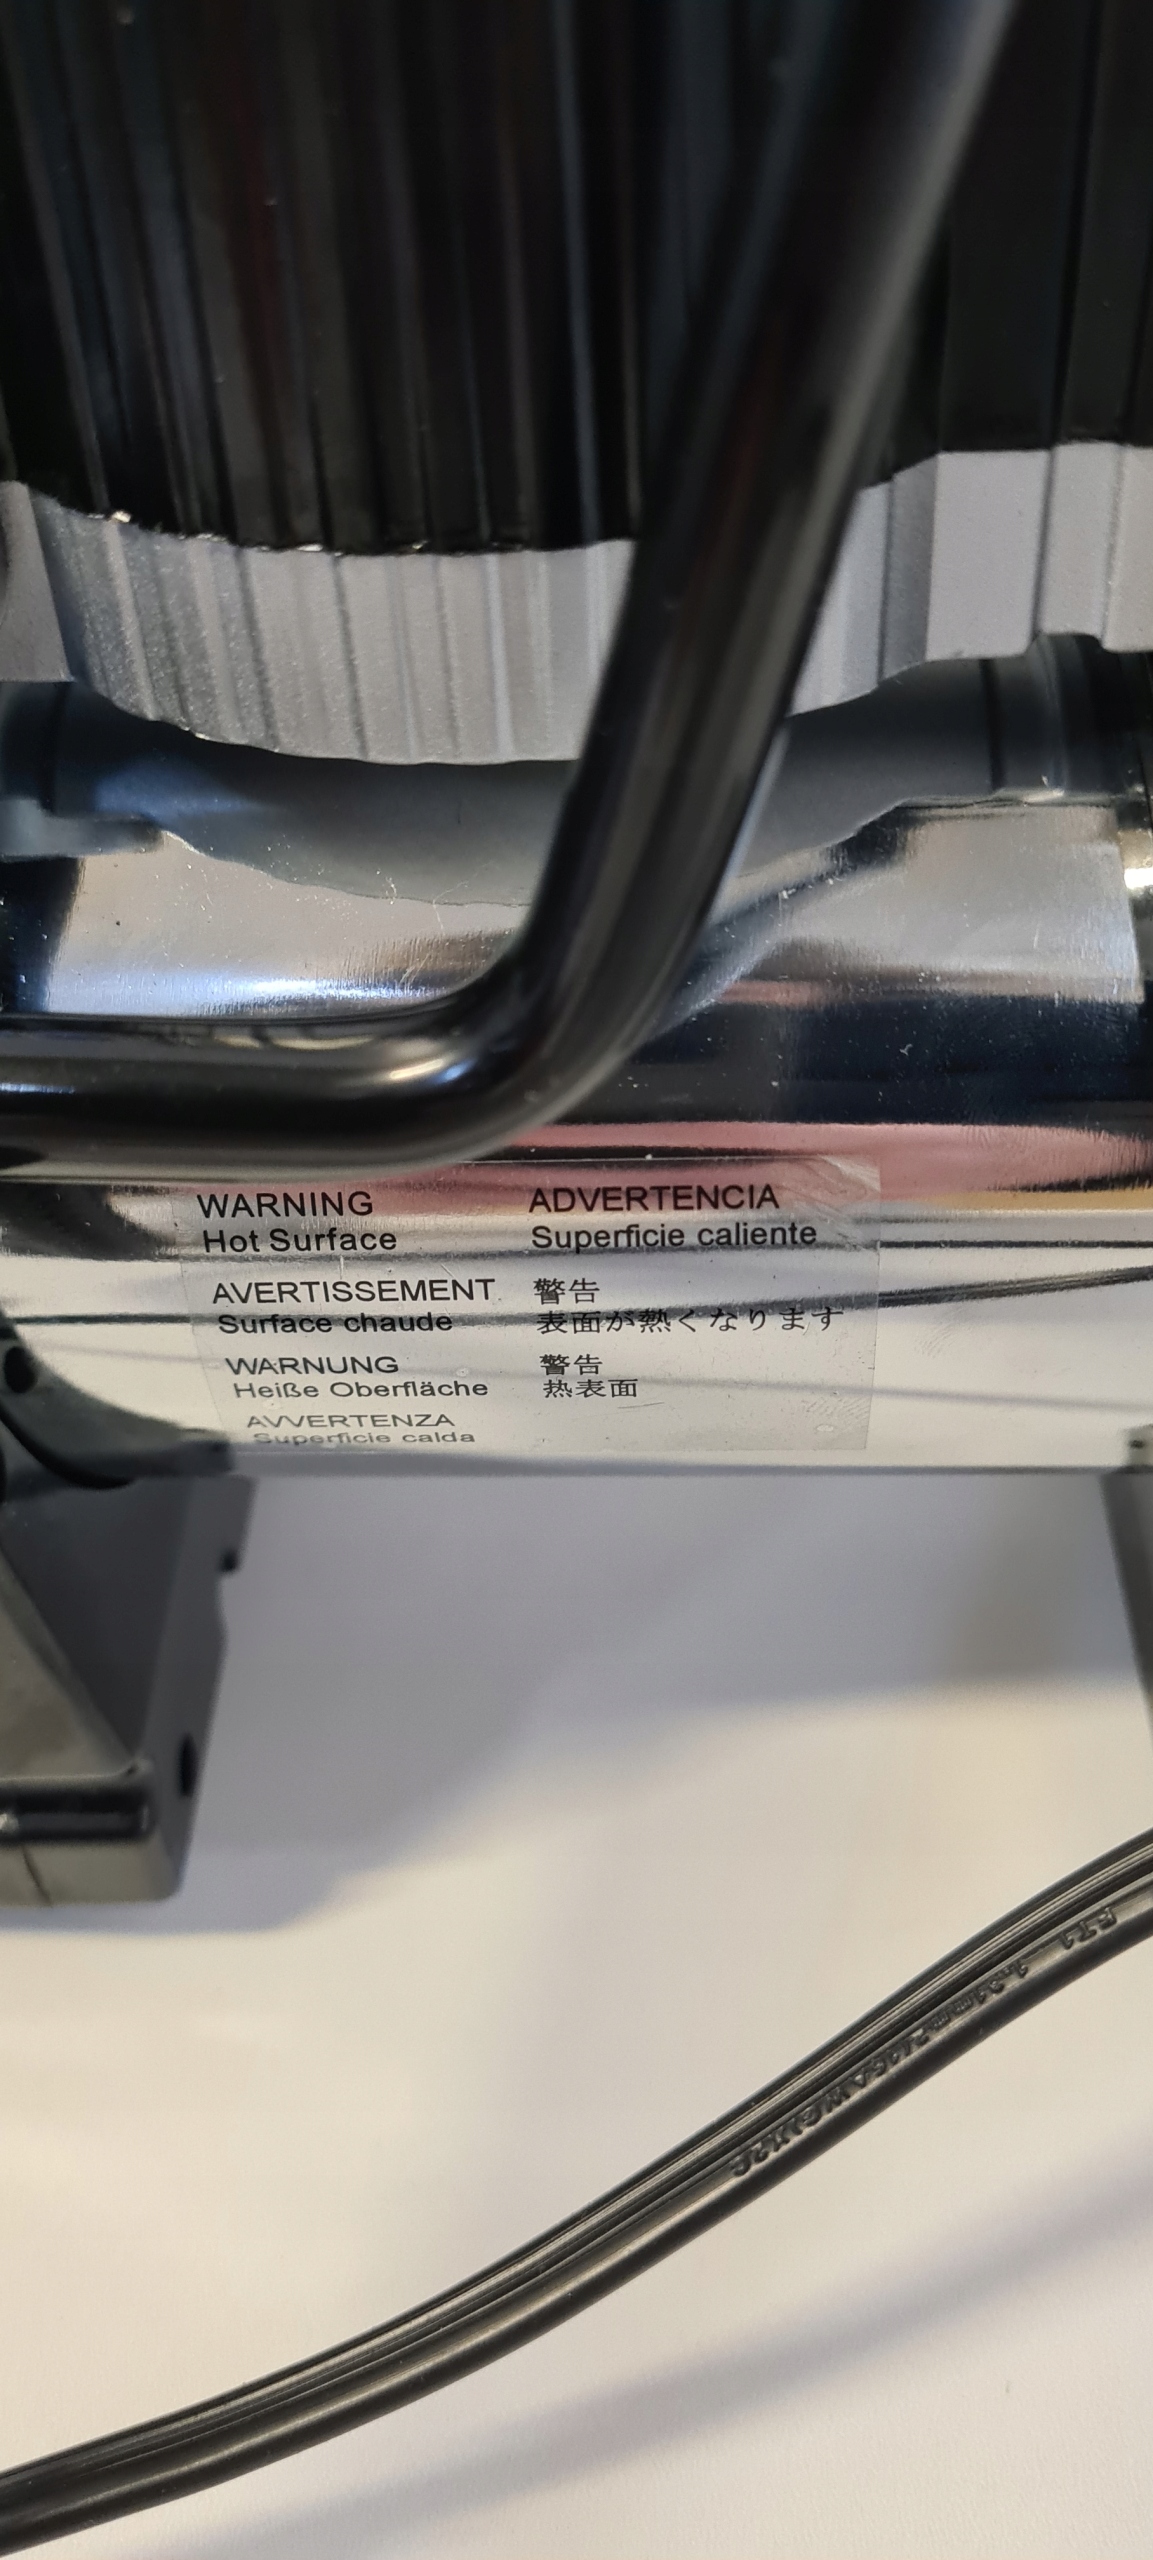 WARNING
Hot Surface
AVERTISSEMENT
Surface chaude
WARNUNG
Heiße Oberfläche
AVVERTENZA
Superficie calda
ADVERTENCIA
Superficie caliente
警告
表面が熱くなります
警告
热表面